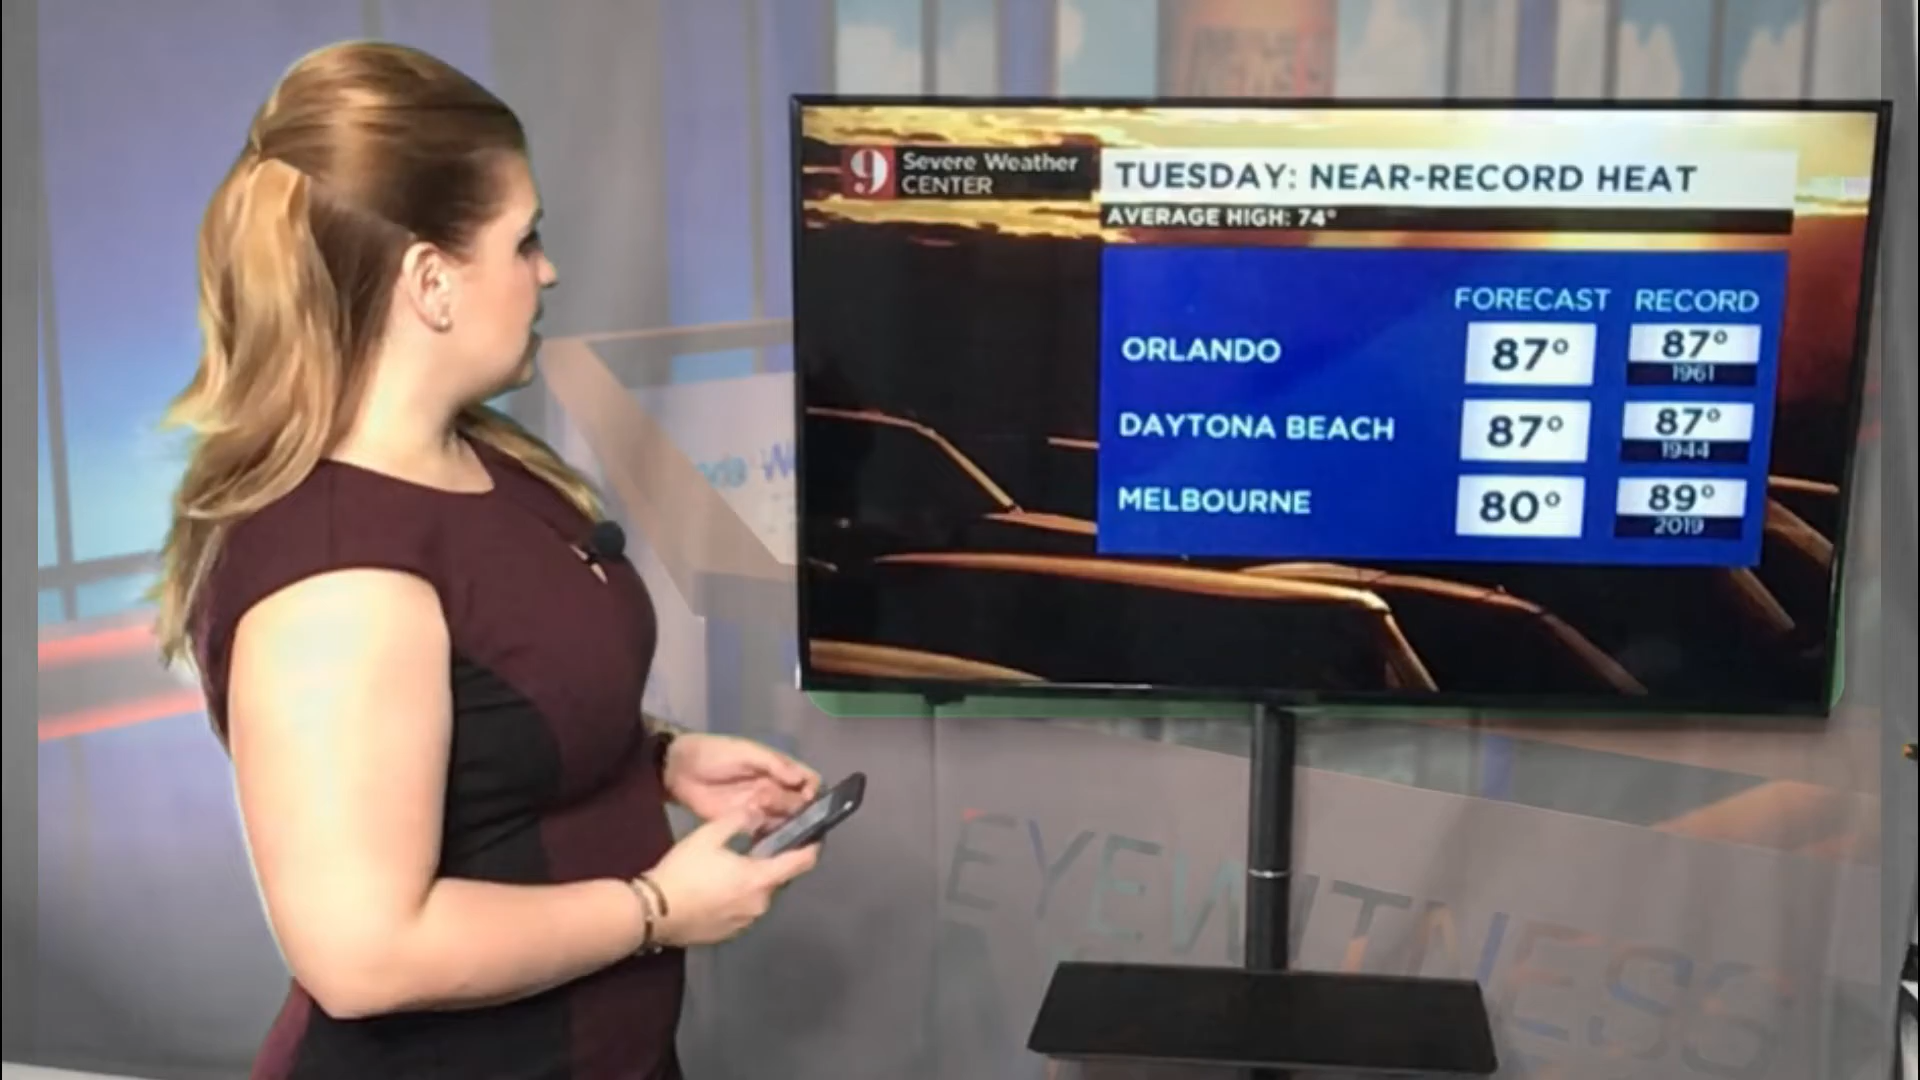 9 Severe Weather
CENTER
TUESDAY: NEAR-RECORD HEAT
AVERAGE HIGH: 74°
FORECAST RECORD
ORLANDO 87° 87°
1961
DAYTONA BEACH 87° 87°
1944
MELBOURNE 80° 89°
2019
EYEWITNESS